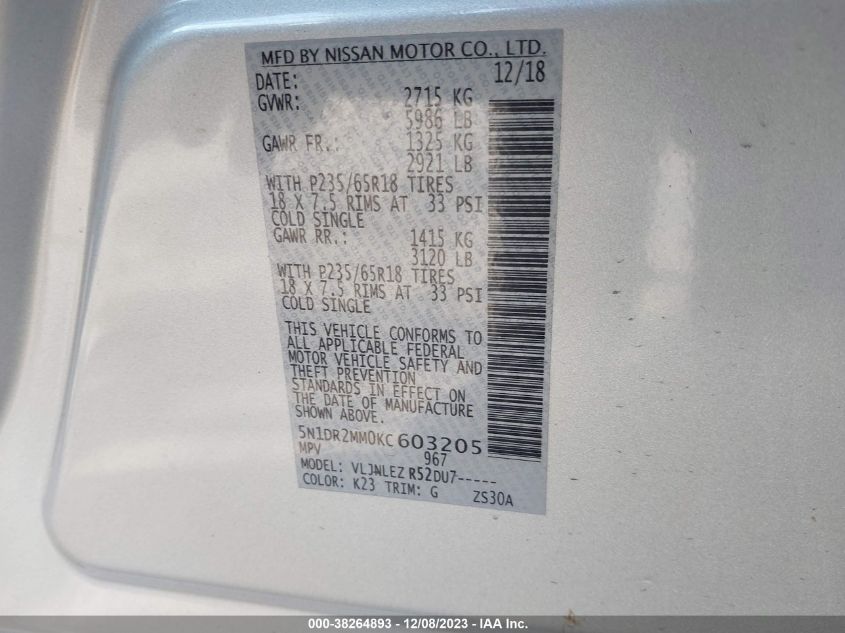 MFD BY NISSAN MOTOR CO., LTD.
DATE: 12/18
GVWR: 2715 KG
5986 LB
GAWR FR.: 1325 KG
2921 LB
WITH P235/65R18 TIRES
18 X 7.5 RIMS AT 33 PSI
COLD SINGLE
GAWR RR.: 1415 KG
3120 LB
WITH P235/65R18 TIRES
18 X 7.5 RIMS AT 33 PSI
COLD SINGLE
THIS VEHICLE CONFORMS TO
ALL APPLICABLE FEDERAL
MOTOR VEHICLE SAFETY AND
THEFT PREVENTION
STANDARDS IN EFFECT ON
THE DATE OF MANUFACTURE
SHOWN ABOVE.
5N1DR2MM0KC603205
MPV 967
MODEL: VLJNLEZ R52DU7-----
COLOR: K23 TRIM: G ZS30A
000-38264893 - 12/08/2023 - IAA Inc.